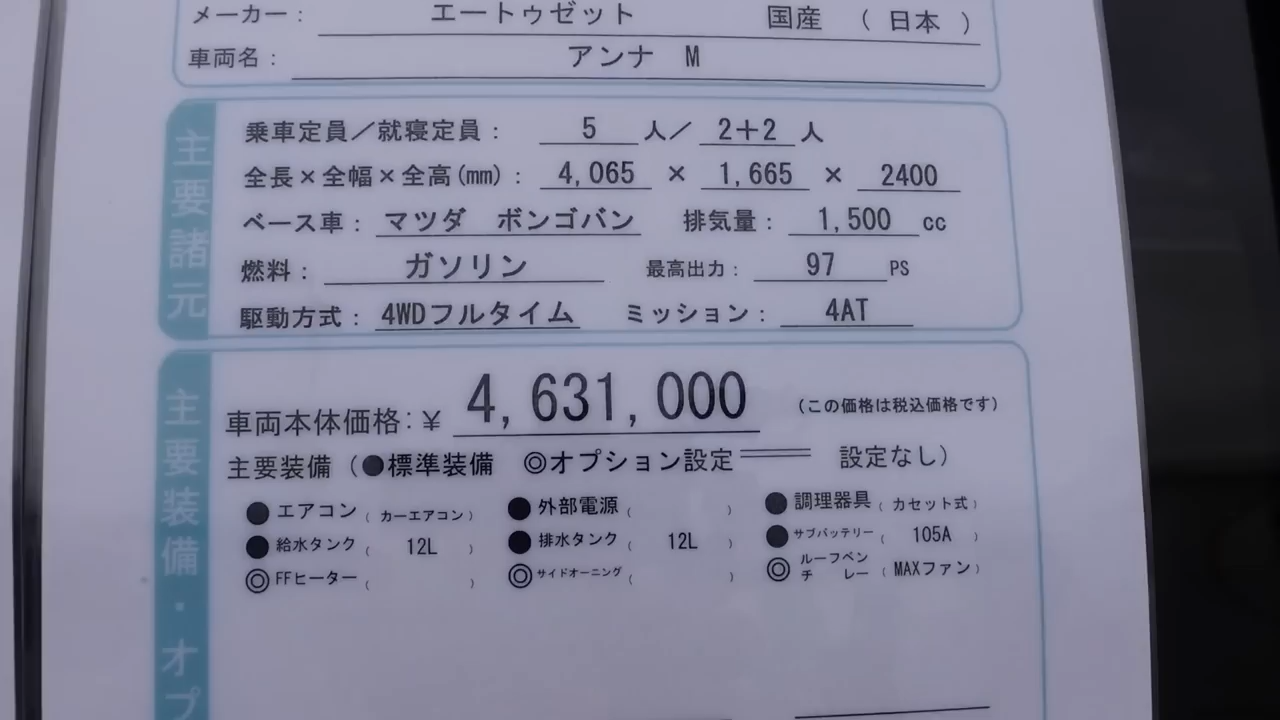 メーカー： エートゥゼット 国産 （ 日本 ）
車両名： アンナ M
主要諸元
乗車定員／就寝定員： 5 人／ 2＋2 人
全長×全幅×全高(mm)： 4,065 × 1,665 × 2400
ベース車： マツダ ボンゴバン 排気量： 1,500 cc
燃料： ガソリン 最高出力： 97 PS
駆動方式： 4WDフルタイム ミッション： 4AT
主要装備・オプ
車両本体価格：￥ 4,631,000 （この価格は税込価格です）
主要装備（●標準装備 ◎オプション設定 ＝ 設定なし）
●エアコン（カーエアコン） ●外部電源（ ） ●調理器具（カセット式）
●給水タンク（ 12L ） ●排水タンク（ 12L ） ●サブバッテリー（ 105A ）
◎FFヒーター（ ） ◎サイドオーニング（ ） ◎ルーフベンチレー（MAXファン）